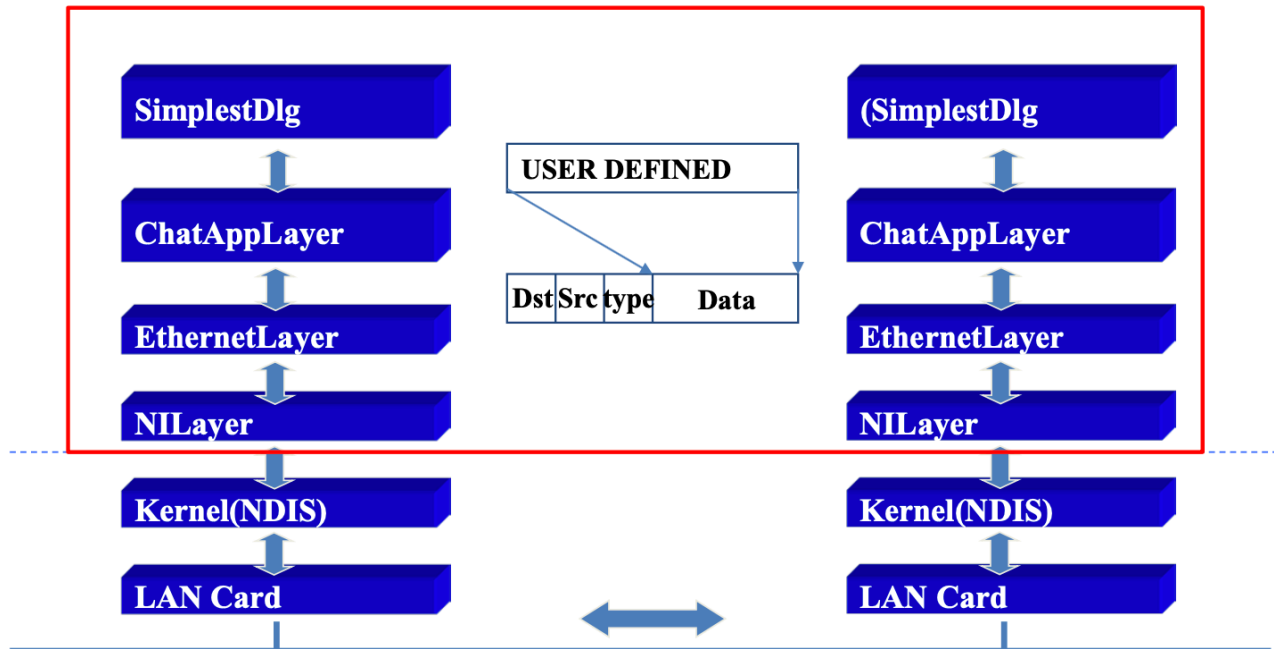 SimplestDlg
(SimplestDlg
USER DEFINED
ChatAppLayer
ChatAppLayer
Dst Src type Data
EthernetLayer
EthernetLayer
NILayer
NILayer
Kernel(NDIS)
Kernel(NDIS)
LAN Card
LAN Card